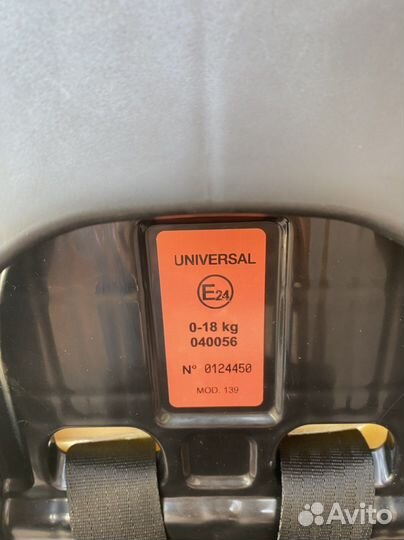 UNIVERSAL
E24
0-18 kg
040056
N° 0124450
MOD. 139
Avito